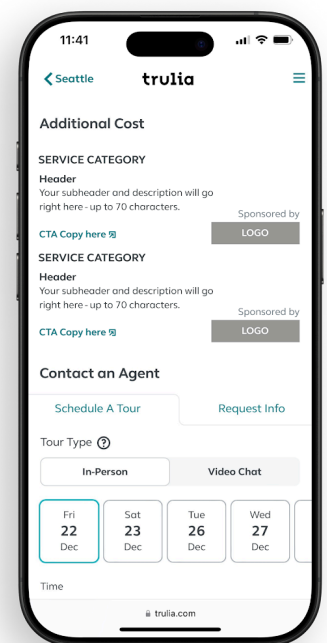 11:41
Seattle
trulia
Additional Cost
SERVICE CATEGORY
Header
Your subheader and description will go
right here - up to 70 characters.
Sponsored by
CTA Copy here
LOGO
SERVICE CATEGORY
Header
Your subheader and description will go
right here - up to 70 characters.
Sponsored by
CTA Copy here
LOGO
Contact an Agent
Schedule A Tour
Request Info
Tour Type ?
In-Person
Video Chat
Fri
22
Dec
Sat
23
Dec
Tue
26
Dec
Wed
27
Dec
Time
trulia.com